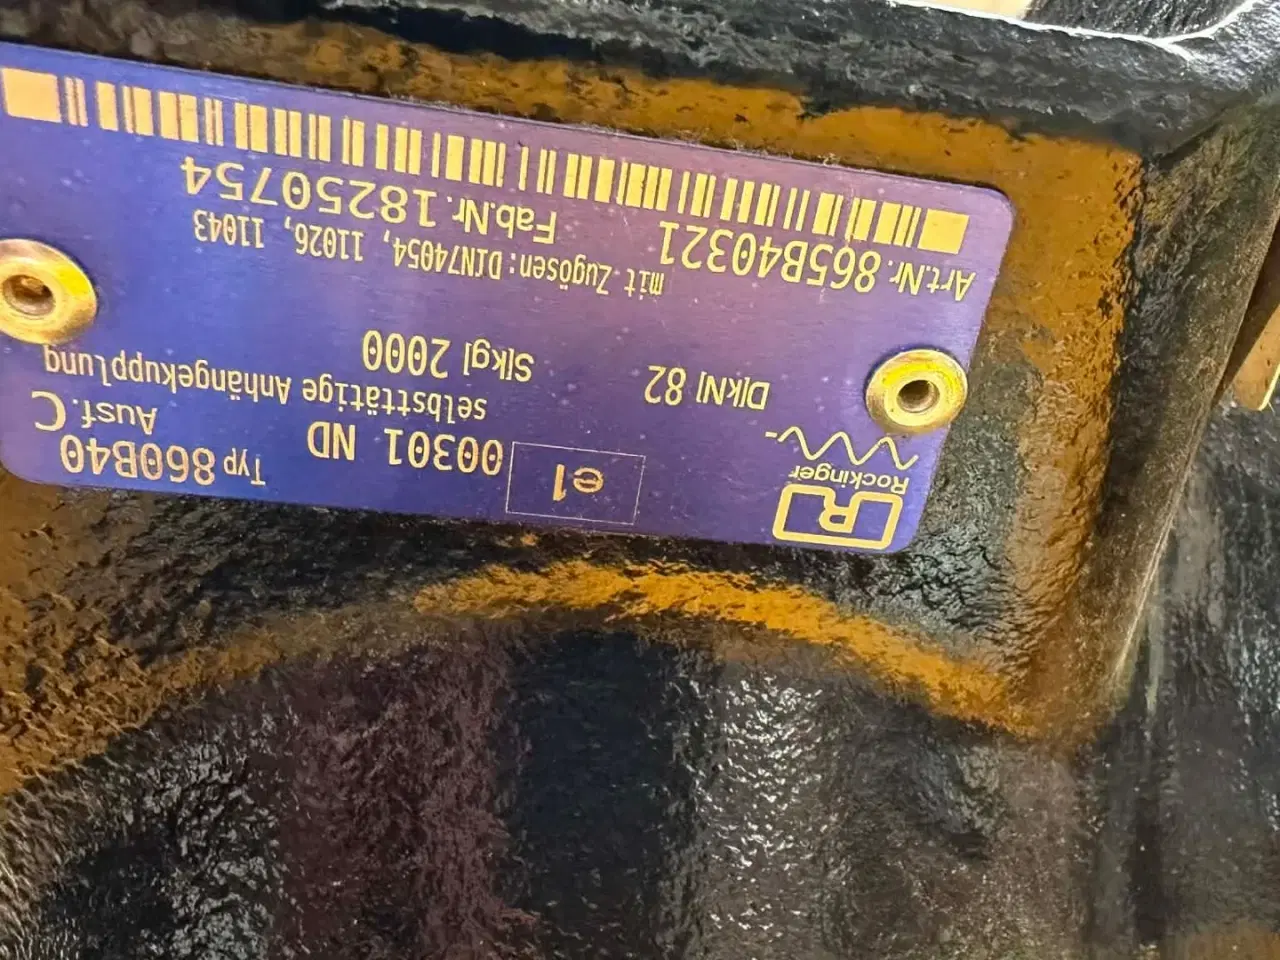 R
Rockinger
e1
00301 ND
Typ 860B40
Ausf. C
selbsttätige Anhängekupplung
D[kN] 82
S[kg] 2000
mit Zugösen: DIN74054, 11026, 11043
Art.Nr. 865B40321
Fab.Nr. 18250754